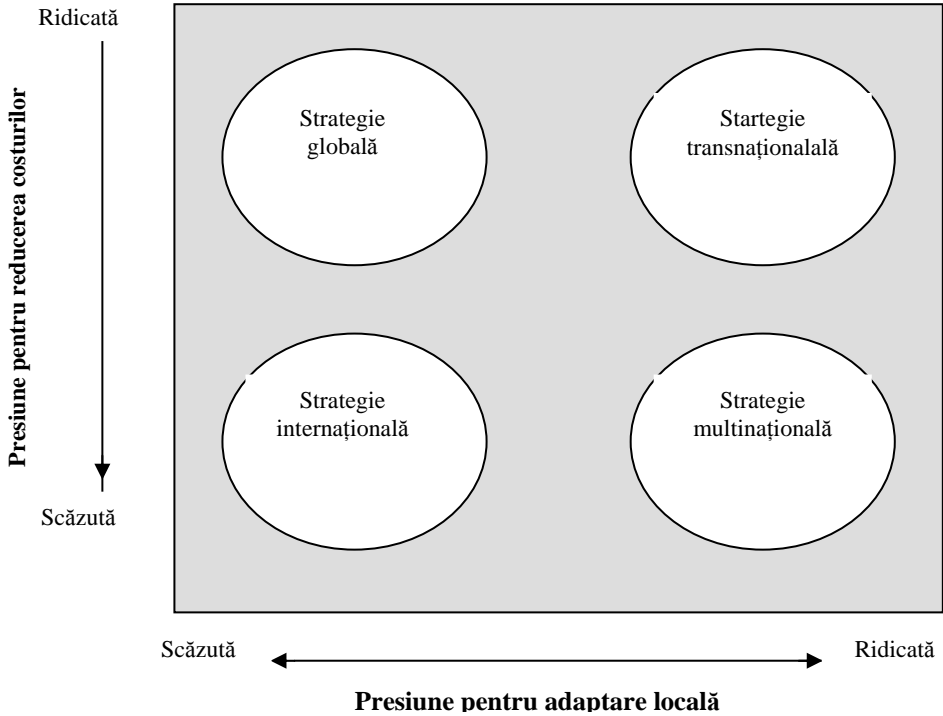 Ridicată
Presiune pentru reducerea costurilor
Scăzută
Strategie
globală
Startegie
transnaționalală
Strategie
internațională
Strategie
multinațională
Scăzută
Ridicată
Presiune pentru adaptare locală